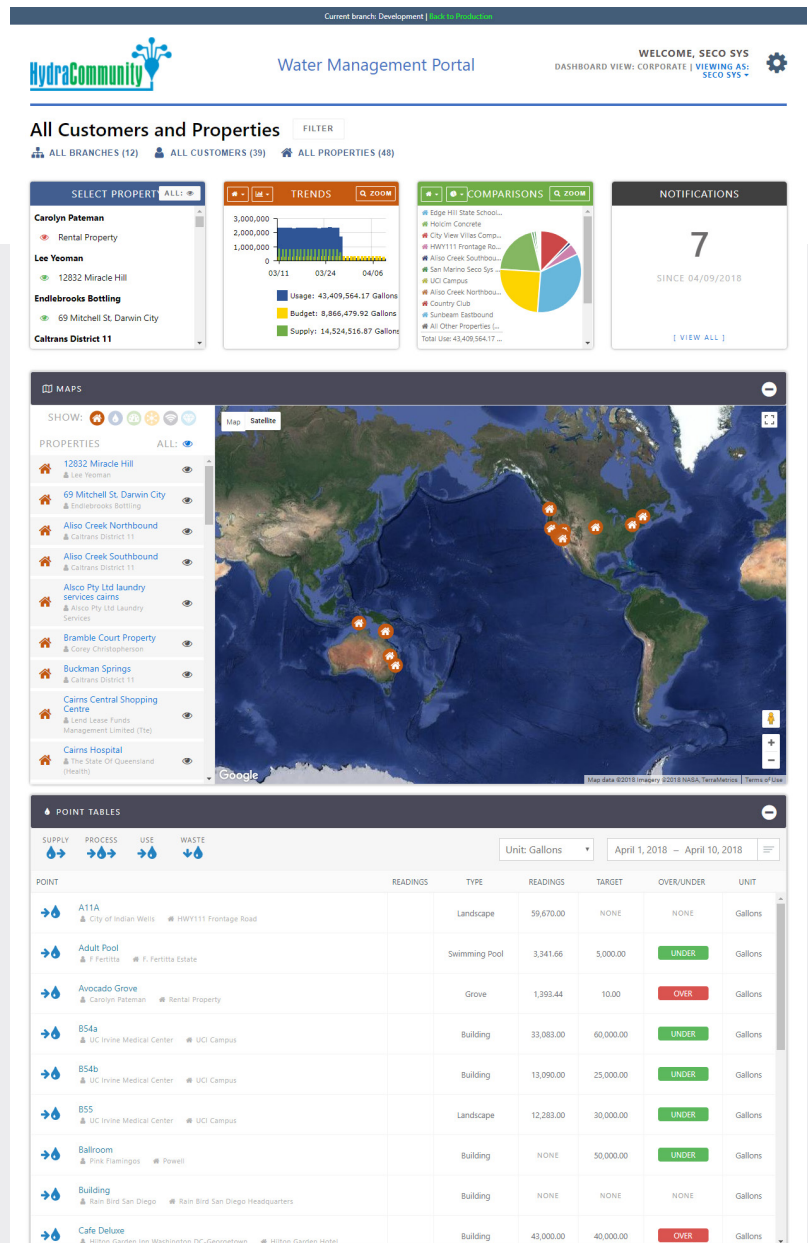 Current branch: Development | Back to Production
HydraCommunity
Water Management Portal
WELCOME, SECO SYS
DASHBOARD VIEW: CORPORATE | VIEWING AS:
SECO SYS
All Customers and Properties FILTER
ALL BRANCHES (12) ALL CUSTOMERS (39) ALL PROPERTIES (48)
SELECT PROPERT ALL:
Carolyn Pateman
Rental Property
Lee Yeoman
12832 Miracle Hill
Endlebrooks Bottling
69 Mitchell St, Darwin City
Caltrans District 11
TRENDS ZOOM
3,000,000
2,000,000
1,000,000
0
03/11 03/24 04/06
Usage: 43,409,564.17 Gallons
Budget: 8,866,479.92 Gallons
Supply: 14,524,516.87 Gallons
COMPARISONS ZOOM
Edge Hill State School...
Holcim Concrete
City View Villas Comp...
HWY111 Frontage Ro...
Aliso Creek Southbou...
San Marino Seco Sys ...
UCI Campus
Aliso Creek Northbou...
Country Club
Sunbeam Eastbound
All Other Properties (...
Total Use: 43,409,564.17 ...
NOTIFICATIONS
7
SINCE 04/09/2018
[ VIEW ALL ]
MAPS
SHOW:
PROPERTIES ALL:
12832 Miracle Hill
Lee Yeoman
69 Mitchell St, Darwin City
Endlebrooks Bottling
Aliso Creek Northbound
Caltrans District 11
Aliso Creek Southbound
Caltrans District 11
Alsco Pty Ltd laundry
services cairns
Alsco Pty Ltd Laundry
Services
Bramble Court Property
Corey Christopherson
Buckman Springs
Caltrans District 11
Cairns Central Shopping
Centre
Lend Lease Funds
Management Limited (Tte)
Cairns Hospital
The State Of Queensland
(Health)
Map Satellite
Google
Map data ©2018 Imagery ©2018 NASA, TerraMetrics Terms of Use
POINT TABLES
SUPPLY PROCESS USE WASTE
Unit: Gallons April 1, 2018 – April 10, 2018
POINT READINGS TYPE READINGS TARGET OVER/UNDER UNIT
A11A
City of Indian Wells HWY111 Frontage Road
Landscape 59,670.00 NONE NONE Gallons
Adult Pool
F Fertitta F. Fertitta Estate
Swimming Pool 3,341.66 5,000.00 UNDER Gallons
Avocado Grove
Carolyn Pateman Rental Property
Grove 1,393.44 10.00 OVER Gallons
B54a
UC Irvine Medical Center UCI Campus
Building 33,083.00 60,000.00 UNDER Gallons
B54b
UC Irvine Medical Center UCI Campus
Building 13,090.00 25,000.00 UNDER Gallons
B55
UC Irvine Medical Center UCI Campus
Landscape 12,283.00 30,000.00 UNDER Gallons
Ballroom
Pink Flamingos Powell
Building NONE 50,000.00 UNDER Gallons
Building
Rain Bird San Diego Rain Bird San Diego Headquarters
Building NONE NONE NONE Gallons
Cafe Deluxe
Hilton Garden Inn Washington DC-Georgetown Hilton Garden Hotel
Building 43,000.00 40,000.00 OVER Gallons